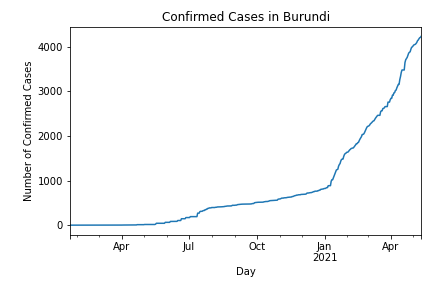 Confirmed Cases in Burundi
Number of Confirmed Cases
4000
3000
2000
1000
0
Apr
Jul
Oct
Jan
2021
Apr
Day